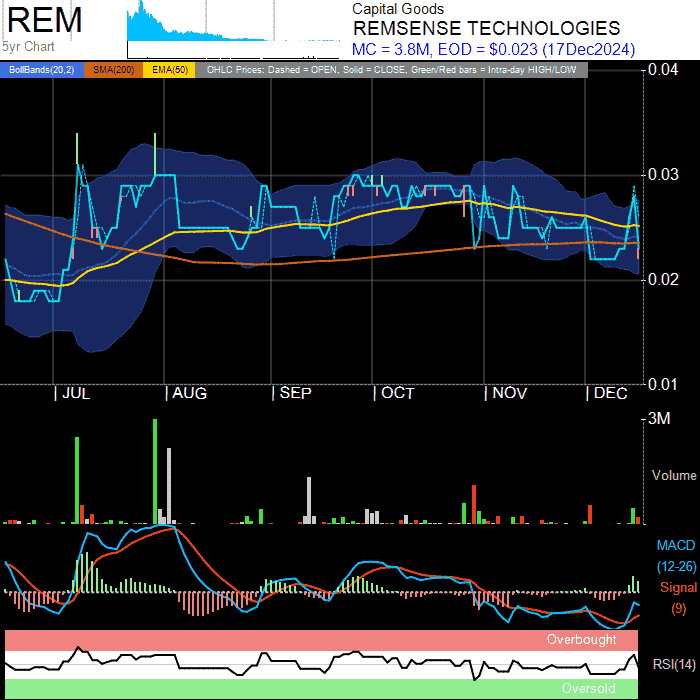 REM
5yr Chart
Capital Goods
REMSENSE TECHNOLOGIES
MC = 3.8M, EOD = $0.023 (17Dec2024)
BollBands(20,2) SMA(200) EMA(50) OHLC Prices: Dashed = OPEN, Solid = CLOSE, Green/Red bars = Intra-day HIGH/LOW
0.04
0.03
0.02
0.01
JUL AUG SEP OCT NOV DEC
3M
Volume
MACD
(12-26)
Signal
(9)
Overbought
RSI(14)
Oversold